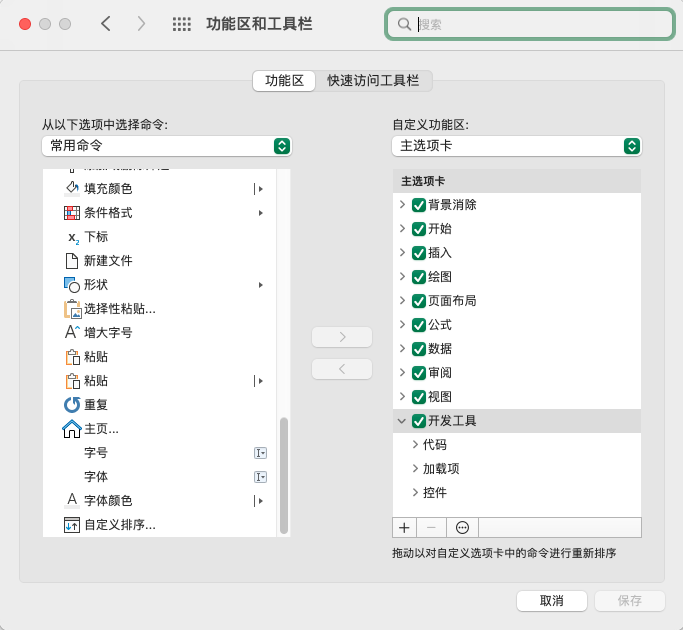 功能区和工具栏
搜索
功能区
快速访问工具栏
从以下选项中选择命令:
常用命令
填充颜色
条件格式
下标
新建文件
形状
选择性粘贴...
增大字号
粘贴
粘贴
重复
主页...
字号
字体
字体颜色
自定义排序...
自定义功能区:
主选项卡
主选项卡
背景消除
开始
插入
绘图
页面布局
公式
数据
审阅
视图
开发工具
代码
加载项
控件
拖动以对自定义选项卡中的命令进行重新排序
取消
保存